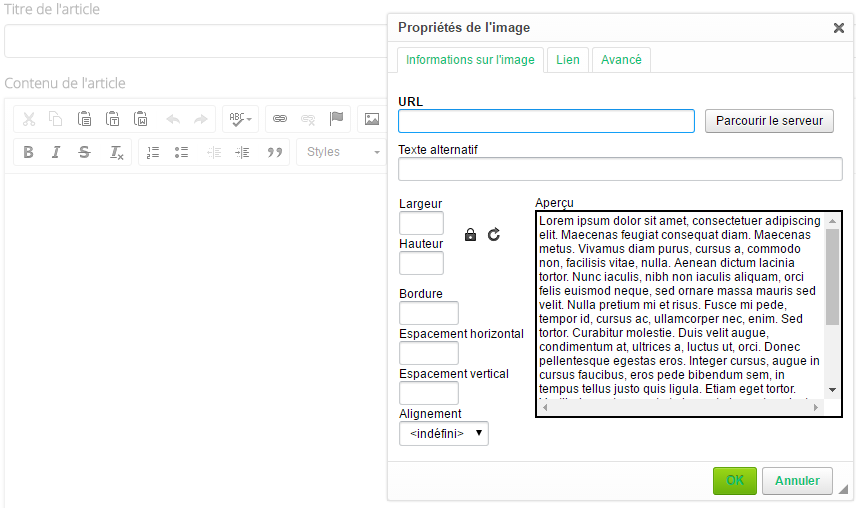 Titre de l'article
Contenu de l'article
ABC
B I S Ix
Styles
Propriétés de l'image
Informations sur l'image
Lien
Avancé
URL
Parcourir le serveur
Texte alternatif
Largeur
Hauteur
Bordure
Espacement horizontal
Espacement vertical
Alignement
<indéfini>
Aperçu
Lorem ipsum dolor sit amet, consectetuer adipiscing
elit. Maecenas feugiat consequat diam. Maecenas
metus. Vivamus diam purus, cursus a, commodo
non, facilisis vitae, nulla. Aenean dictum lacinia
tortor. Nunc iaculis, nibh non iaculis aliquam, orci
felis euismod neque, sed ornare massa mauris sed
velit. Nulla pretium mi et risus. Fusce mi pede,
tempor id, cursus ac, ullamcorper nec, enim. Sed
tortor. Curabitur molestie. Duis velit augue,
condimentum at, ultrices a, luctus ut, orci. Donec
pellentesque egestas eros. Integer cursus, augue in
cursus faucibus, eros pede bibendum sem, in
tempus tellus justo quis ligula. Etiam eget tortor.
OK
Annuler